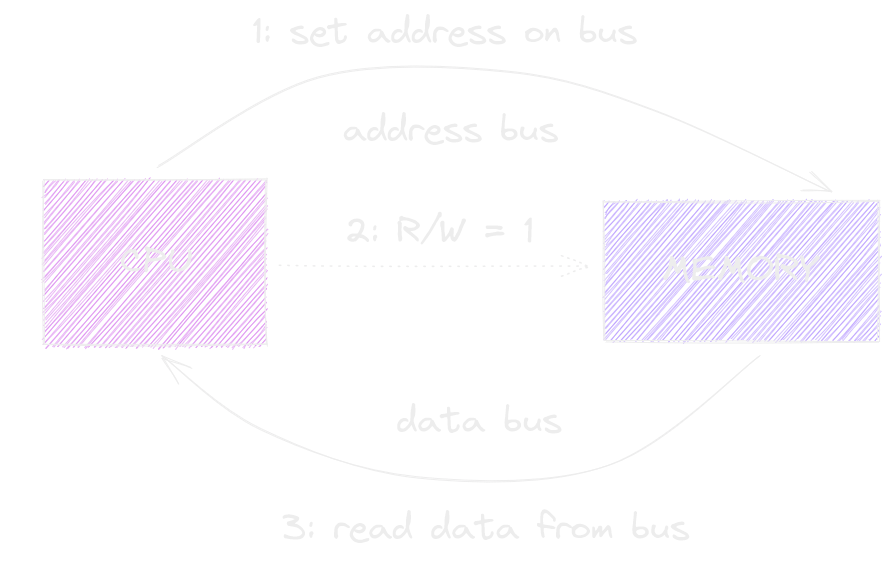 1: set address on bus
address bus
2: R/W = 1
CPU
MEMORY
data bus
3: read data from bus